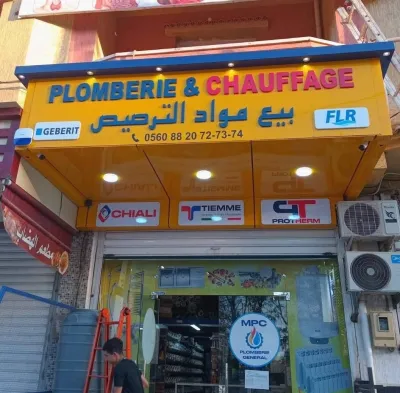 PLOMBERIE & CHAUFFAGE
بيع مواد الترصيص
GEBERIT
FLR
0560 88 20 72-73-74
CHIALI
TIEMME
PROTHERM
MPC
PLOMBERIE
GENERAL